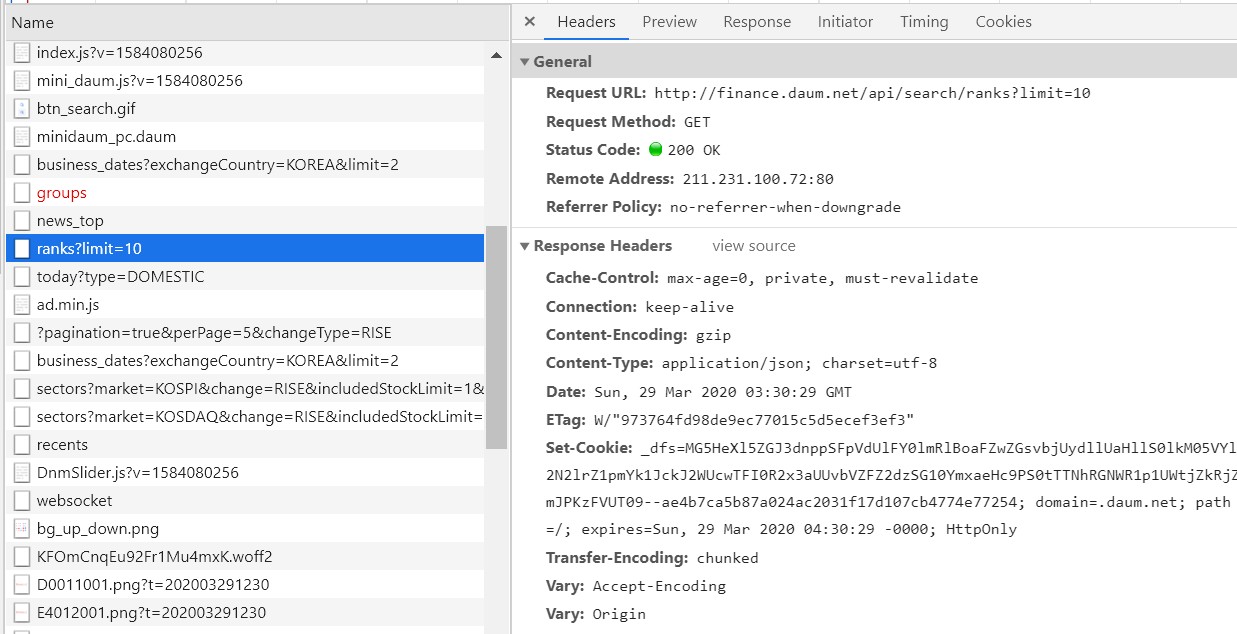 Name
index.js?v=1584080256
mini_daum.js?v=1584080256
btn_search.gif
minidaum_pc.daum
business_dates?exchangeCountry=KOREA&limit=2
groups
news_top
ranks?limit=10
today?type=DOMESTIC
ad.min.js
?pagination=true&perPage=5&changeType=RISE
business_dates?exchangeCountry=KOREA&limit=2
sectors?market=KOSPI&change=RISE&includedStockLimit=1&
sectors?market=KOSDAQ&change=RISE&includedStockLimit=
recents
DnmSlider.js?v=1584080256
websocket
bg_up_down.png
KFOmCnqEu92Fr1Mu4mxK.woff2
D0011001.png?t=202003291230
E4012001.png?t=202003291230
× Headers Preview Response Initiator Timing Cookies
▼ General
Request URL: http://finance.daum.net/api/search/ranks?limit=10
Request Method: GET
Status Code: 200 OK
Remote Address: 211.231.100.72:80
Referrer Policy: no-referrer-when-downgrade
▼ Response Headers view source
Cache-Control: max-age=0, private, must-revalidate
Connection: keep-alive
Content-Encoding: gzip
Content-Type: application/json; charset=utf-8
Date: Sun, 29 Mar 2020 03:30:29 GMT
ETag: W/"973764fd98de9ec77015c5d5ecef3ef3"
Set-Cookie: _dfs=MG5HeXl5ZGJ3dnppSFpVdUlFY0lmRlBoaFZwZGsvbjUydllUaHllS0lkM05VYl
2N2lrZ1pmYk1JckJ2WUcwTFI0R2x3aUUvbVZFZ2dzSG10YmxaeHc9PS0tTTNhRGNWR1p1UWtjZkRjZ
mJPKzFVUT09--ae4b7ca5b87a024ac2031f17d107cb4774e77254; domain=.daum.net; path
=/; expires=Sun, 29 Mar 2020 04:30:29 -0000; HttpOnly
Transfer-Encoding: chunked
Vary: Accept-Encoding
Vary: Origin